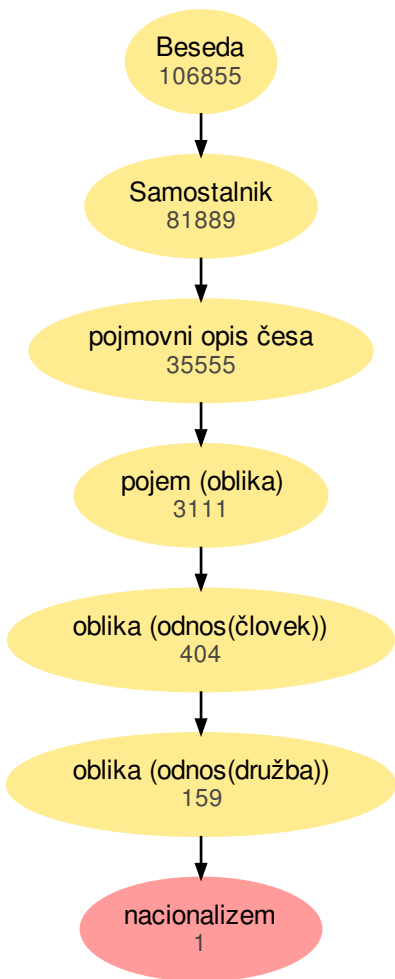 Beseda
106855
Samostalnik
81889
pojmovni opis česa
35555
pojem (oblika)
3111
oblika (odnos(človek))
404
oblika (odnos(družba))
159
nacionalizem
1